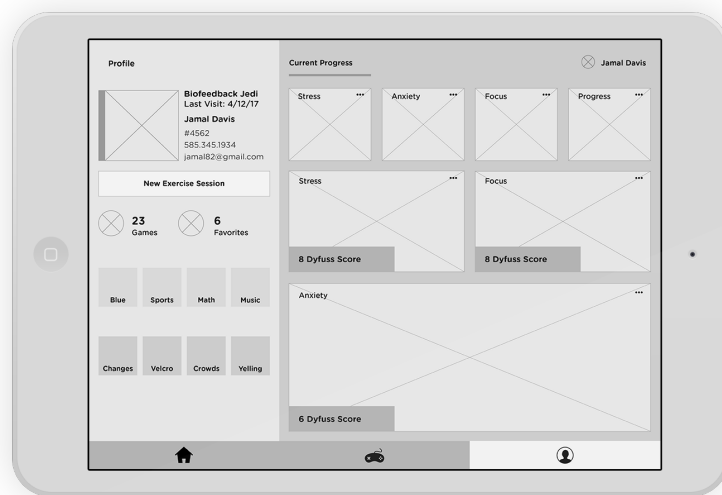 Profile
Biofeedback Jedi
Last Visit: 4/12/17
Jamal Davis
#4562
585.345.1934
jamal82@gmail.com
New Exercise Session
23
Games
6
Favorites
Blue
Sports
Math
Music
Changes
Velcro
Crowds
Yelling
Current Progress
Jamal Davis
Stress
Anxiety
Focus
Progress
Stress
8 Dyfuss Score
Focus
8 Dyfuss Score
Anxiety
6 Dyfuss Score